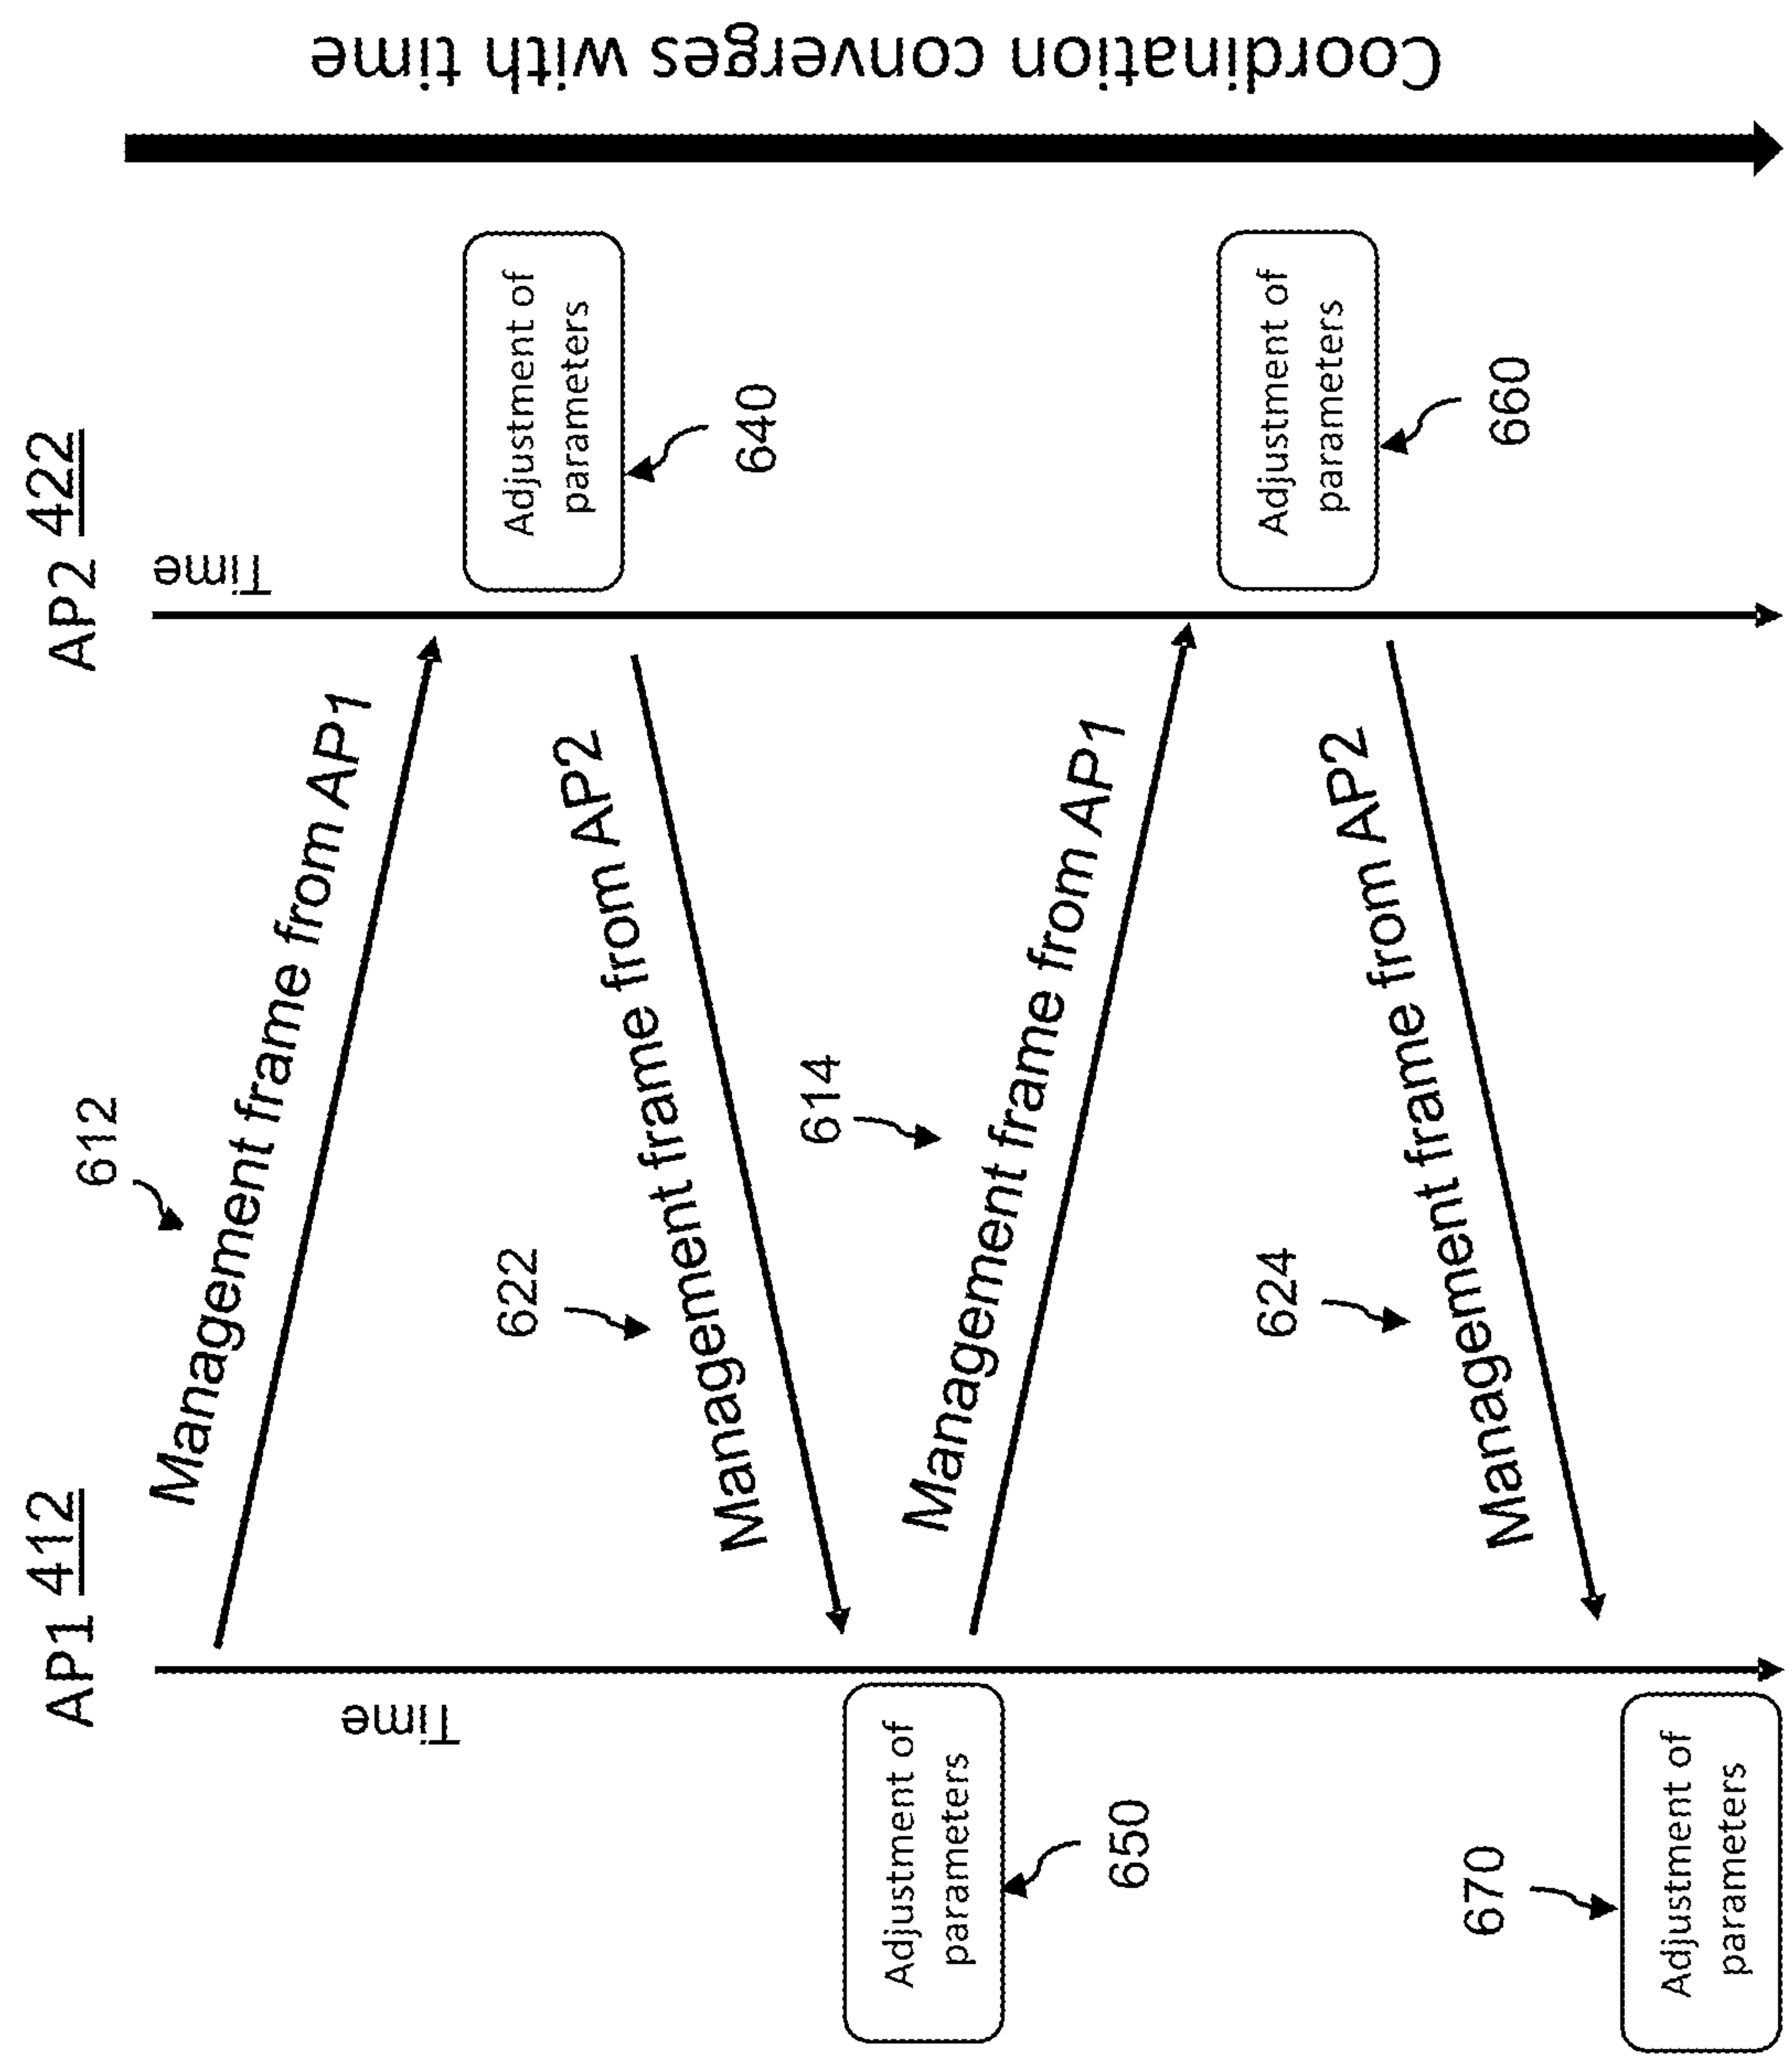 AP1 412
AP2 422
Time
Time
612
Management frame from AP1
Adjustment of
parameters
640
622
Management frame from AP2
Adjustment of
parameters
650
614
Management frame from AP1
Adjustment of
parameters
660
624
Management frame from AP2
670
Adjustment of
parameters
Coordination converges with time